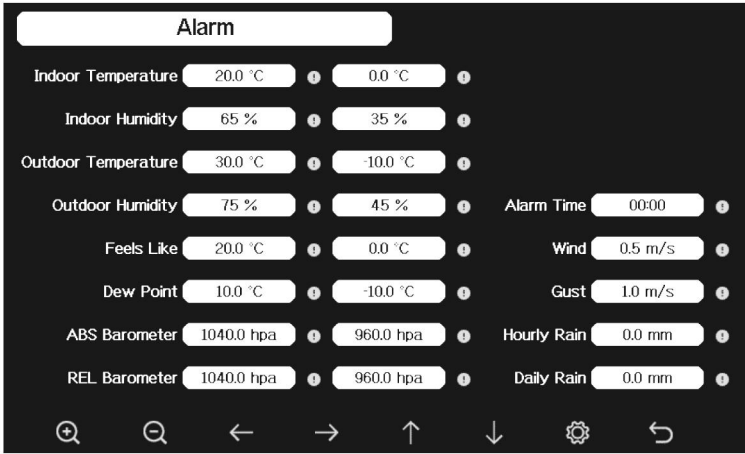 Alarm
Indoor Temperature 20.0 °C 0.0 °C
Indoor Humidity 65 % 35 %
Outdoor Temperature 30.0 °C -10.0 °C
Outdoor Humidity 75 % 45 % Alarm Time 00:00
Feels Like 20.0 °C 0.0 °C Wind 0.5 m/s
Dew Point 10.0 °C -10.0 °C Gust 1.0 m/s
ABS Barometer 1040.0 hpa 960.0 hpa Hourly Rain 0.0 mm
REL Barometer 1040.0 hpa 960.0 hpa Daily Rain 0.0 mm